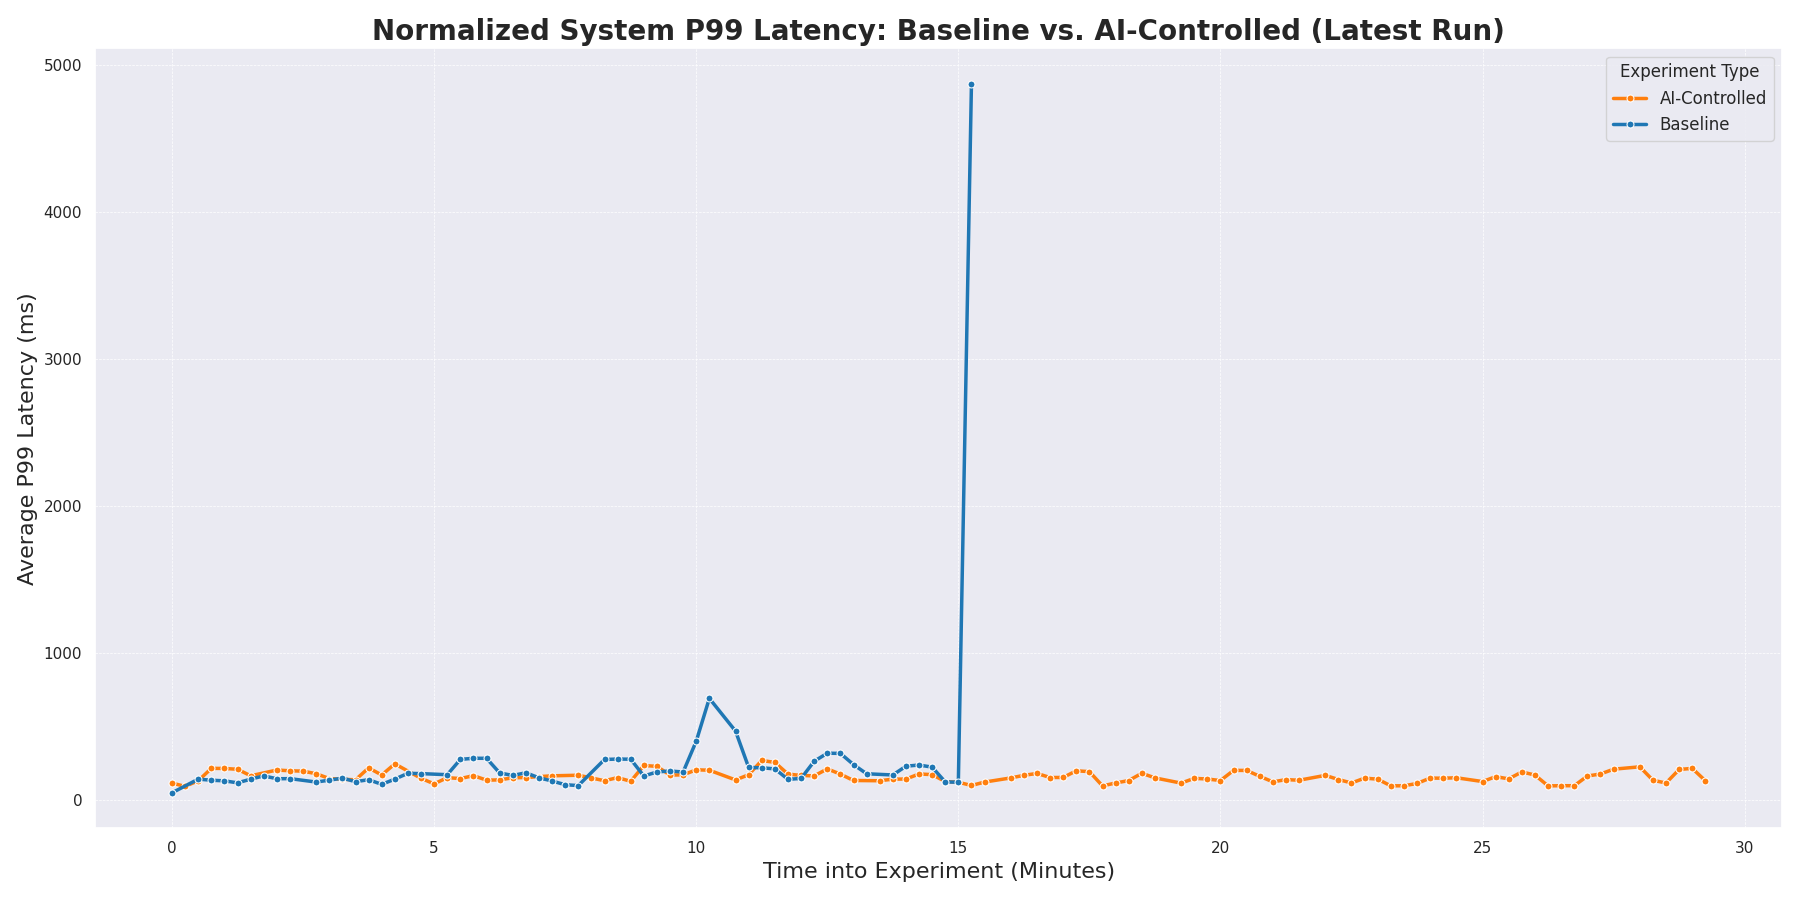 Normalized System P99 Latency: Baseline vs. AI-Controlled (Latest Run)
Experiment Type
AI-Controlled
Baseline
Average P99 Latency (ms)
5000
4000
3000
2000
1000
0
0 5 10 15 20 25 30
Time into Experiment (Minutes)